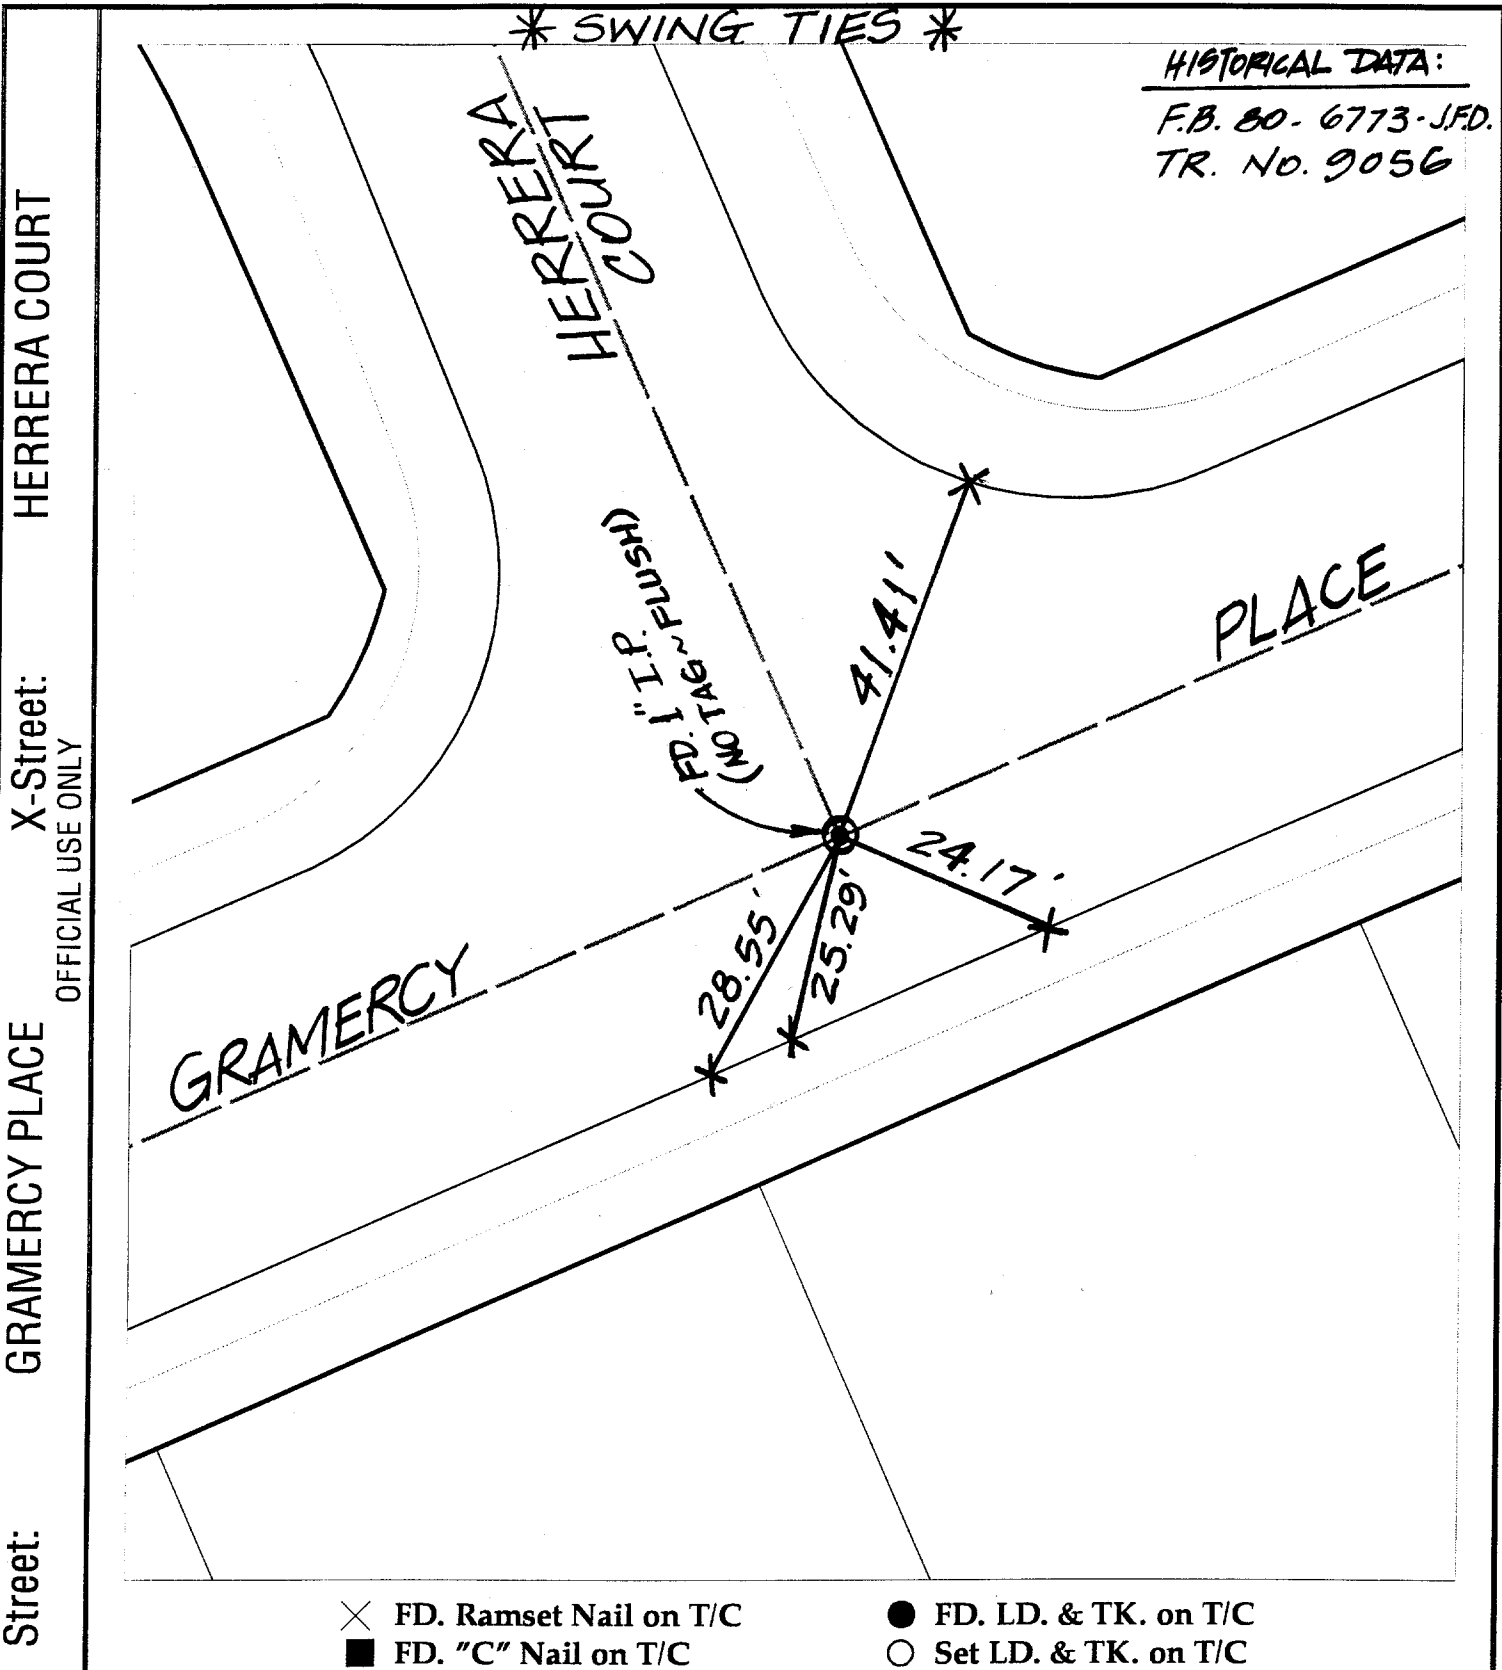 * SWING TIES *
HISTORICAL DATA:
F.B. 80-6773-J.F.D.
TR. NO. 9056
HERRERA
COURT
FD. 1" I.P.
(NO TAG~FLUSH)
41.41'
PLACE
24.17'
25.29'
28.55'
GRAMERCY
Street: GRAMERCY PLACE X-Street: HERRERA COURT
OFFICIAL USE ONLY
FD. Ramset Nail on T/C
FD. "C" Nail on T/C
FD. LD. & TK. on T/C
Set LD. & TK. on T/C